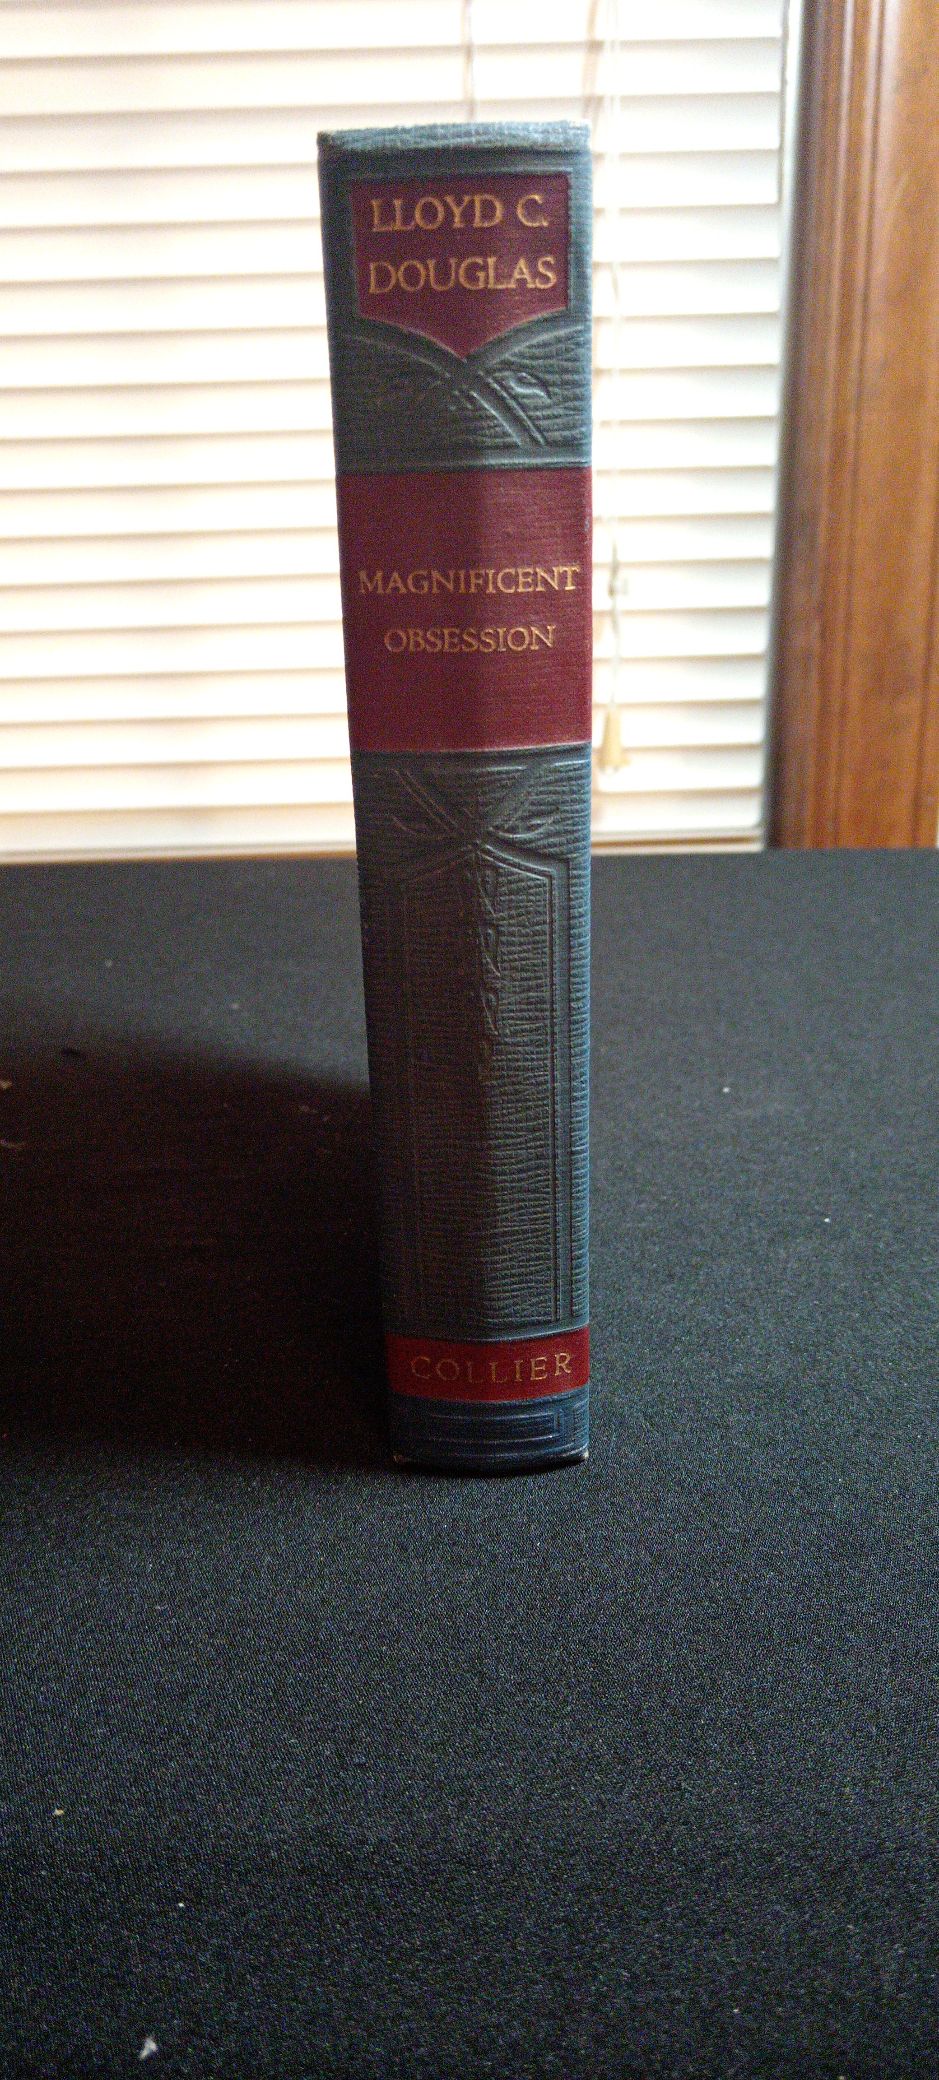 LLOYD C.
DOUGLAS
MAGNIFICENT
OBSESSION
COLLIER